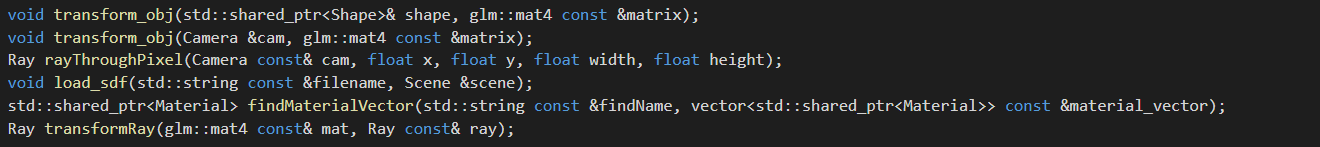 void transform_obj(std::shared_ptr<Shape>& shape, glm::mat4 const &matrix);
void transform_obj(Camera &cam, glm::mat4 const &matrix);
Ray rayThroughPixel(Camera const& cam, float x, float y, float width, float height);
void load_sdf(std::string const &filename, Scene &scene);
std::shared_ptr<Material> findMaterialVector(std::string const &findName, vector<std::shared_ptr<Material>> const &material_vector);
Ray transformRay(glm::mat4 const& mat, Ray const& ray);